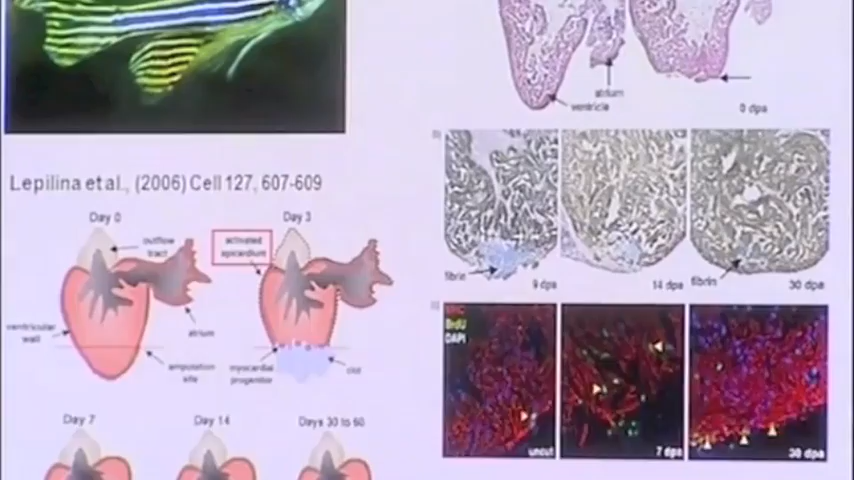 Lepilina et al., (2006) Cell 127, 607-609
Day 0
Day 3
outflow
tract
activated
epicardium
ventricular
wall
atrium
amputation
site
myocardial
progenitor
clot
Day 7
Day 14
Days 30 to 60
atrium
ventricle
0 dpa
fibrin
9 dpa
14 dpa
fibrin
30 dpa
BrdU
DAPI
uncut
7 dpa
30 dpa